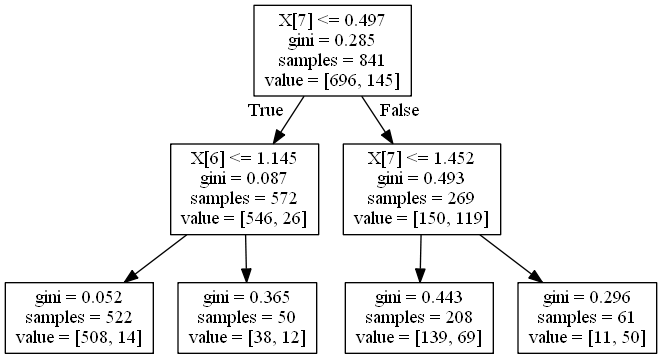 X[7] <= 0.497
gini = 0.285
samples = 841
value = [696, 145]
True
False
X[6] <= 1.145
gini = 0.087
samples = 572
value = [546, 26]
X[7] <= 1.452
gini = 0.493
samples = 269
value = [150, 119]
gini = 0.052
samples = 522
value = [508, 14]
gini = 0.365
samples = 50
value = [38, 12]
gini = 0.443
samples = 208
value = [139, 69]
gini = 0.296
samples = 61
value = [11, 50]